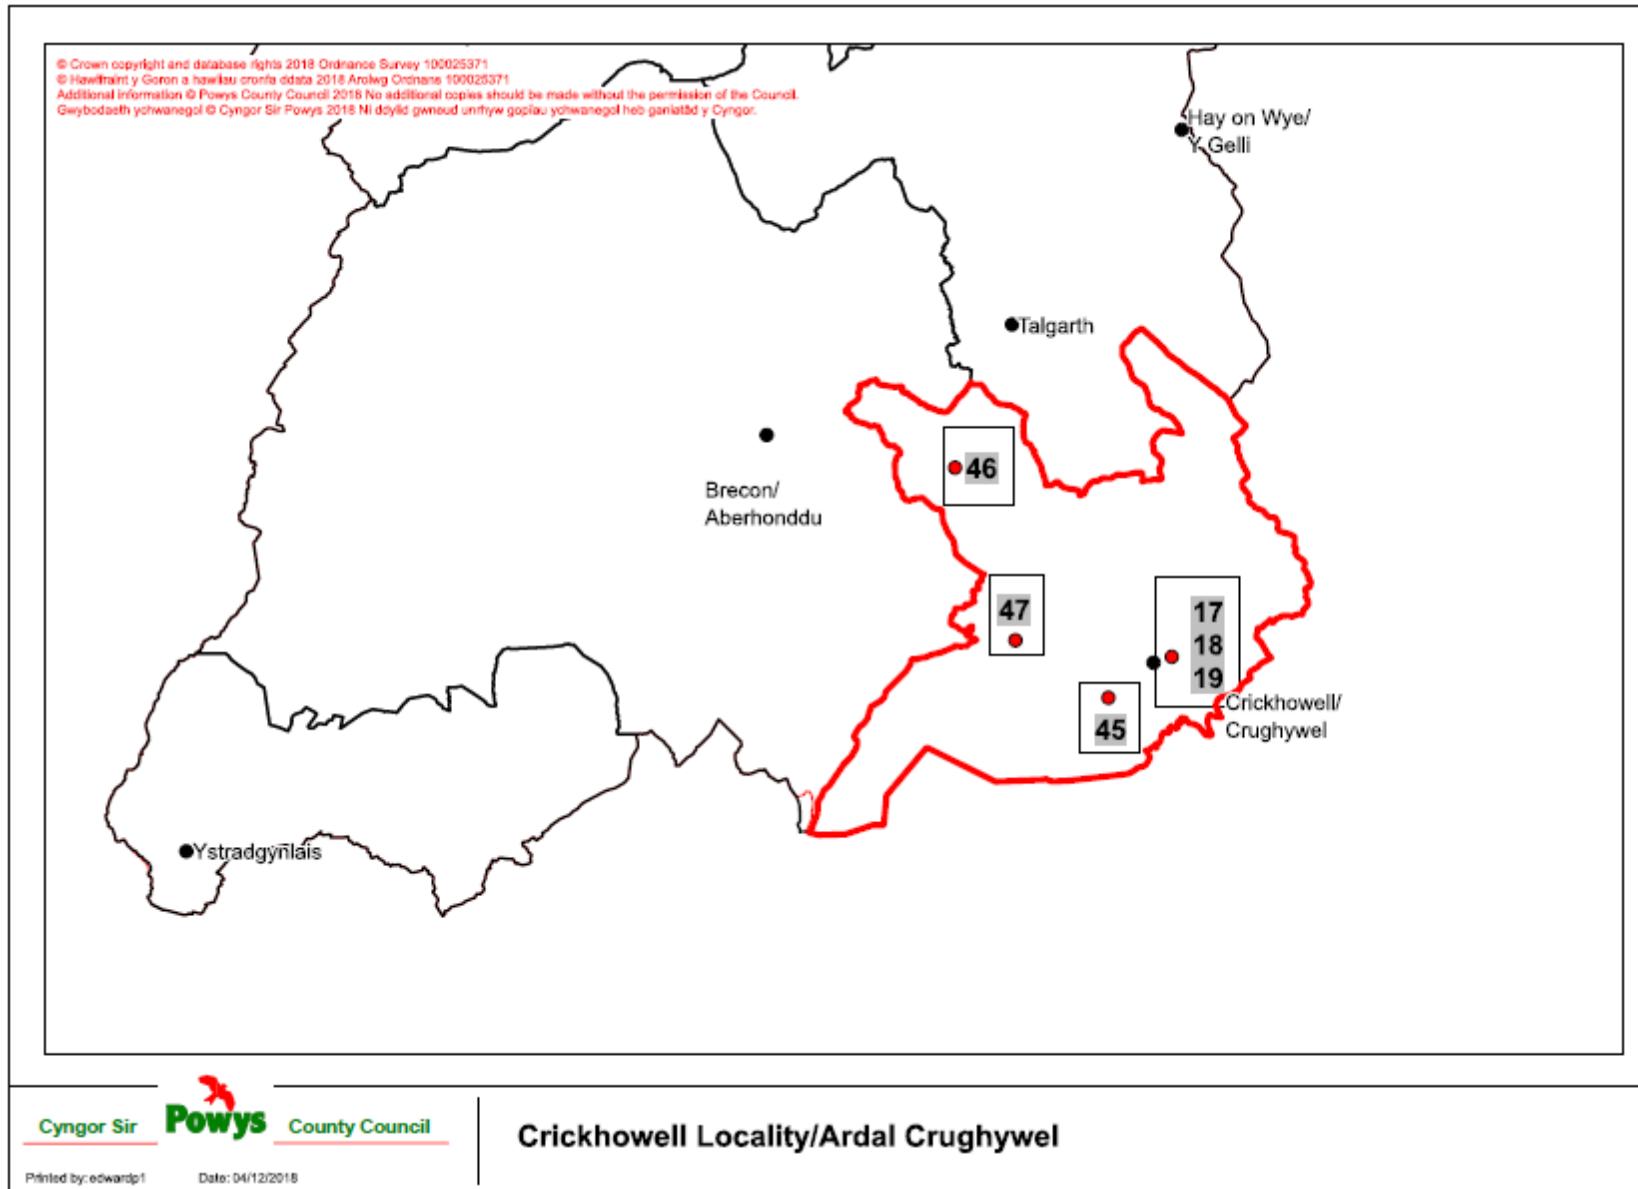 © Crown copyright and database rights 2018 Ordnance Survey 100025371
© Hawlfraint y Goron a hawliau cronfa ddata 2018 Arolwg Ordnans 100025371
Additional information © Powys County Council 2018 No additional copies should be made without the permission of the Council.
Gwybodaeth ychwanegol © Cyngor Sir Powys 2018 Ni ddylid gwneud unrhyw gopïau ychwanegol heb ganiatâd y Cyngor.
Hay on Wye/
Y Gelli
Talgarth
46
Brecon/
Aberhonddu
47
17
18
19
45
Crickhowell/
Crughywel
Ystradgynlais
Cyngor Sir Powys County Council
Crickhowell Locality/Ardal Crughywel
Printed by: edwardp1 Date: 04/12/2018